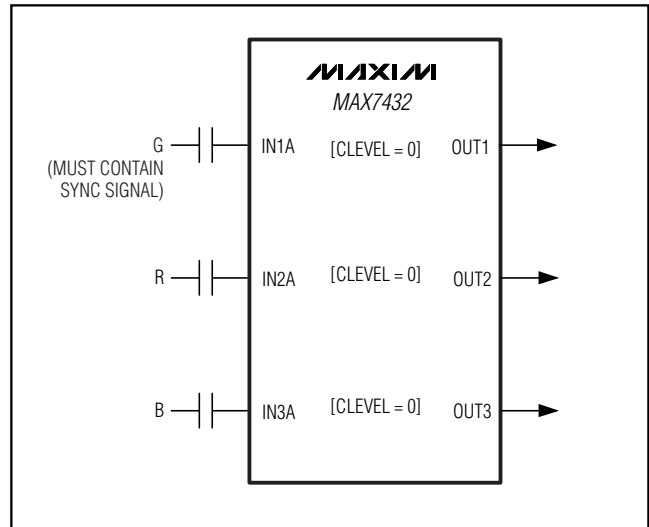 MAXIM
MAX7432
G
(MUST CONTAIN
SYNC SIGNAL)
IN1A [CLEVEL = 0] OUT1
R IN2A [CLEVEL = 0] OUT2
B IN3A [CLEVEL = 0] OUT3